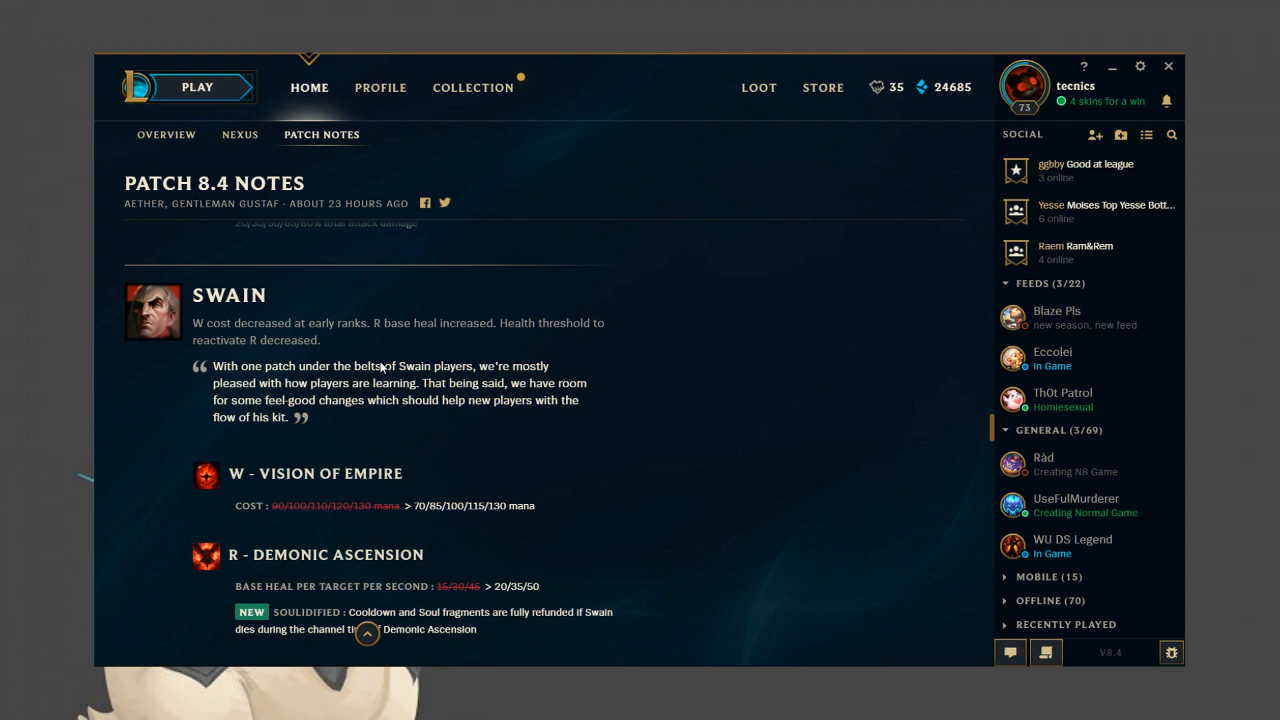 PLAY
HOME
PROFILE
COLLECTION
LOOT
STORE
35
24685
?
73
tecnics
4 skins for a win
OVERVIEW
NEXUS
PATCH NOTES
PATCH 8.4 NOTES
AETHER, GENTLEMAN GUSTAF - ABOUT 23 HOURS AGO
20/35/50/65/80% total attack damage
SWAIN
W cost decreased at early ranks. R base heal increased. Health threshold to
reactivate R decreased.
“ With one patch under the belts of Swain players, we're mostly
pleased with how players are learning. That being said, we have room
for some feel-good changes which should help new players with the
flow of his kit. ”
W - VISION OF EMPIRE
COST : 90/100/110/120/130 mana > 70/85/100/115/130 mana
R - DEMONIC ASCENSION
BASE HEAL PER TARGET PER SECOND : 15/30/45 > 20/35/50
NEW SOULIDIFIED : Cooldown and Soul fragments are fully refunded if Swain
dies during the channel Demonic Ascension
SOCIAL
ggbby Good at league
3 online
Yesse Moises Top Yesse Bott...
6 online
Raem Ram&Rem
4 online
FEEDS (3/22)
Blaze Pls
new season, new feed
Eccolei
In Game
Th0t Patrol
Homiesexual
GENERAL (3/69)
Ràd
Creating N8 Game
UseFulMurderer
Creating Normal Game
WU DS Legend
In Game
MOBILE (15)
OFFLINE (70)
RECENTLY PLAYED
V8.4